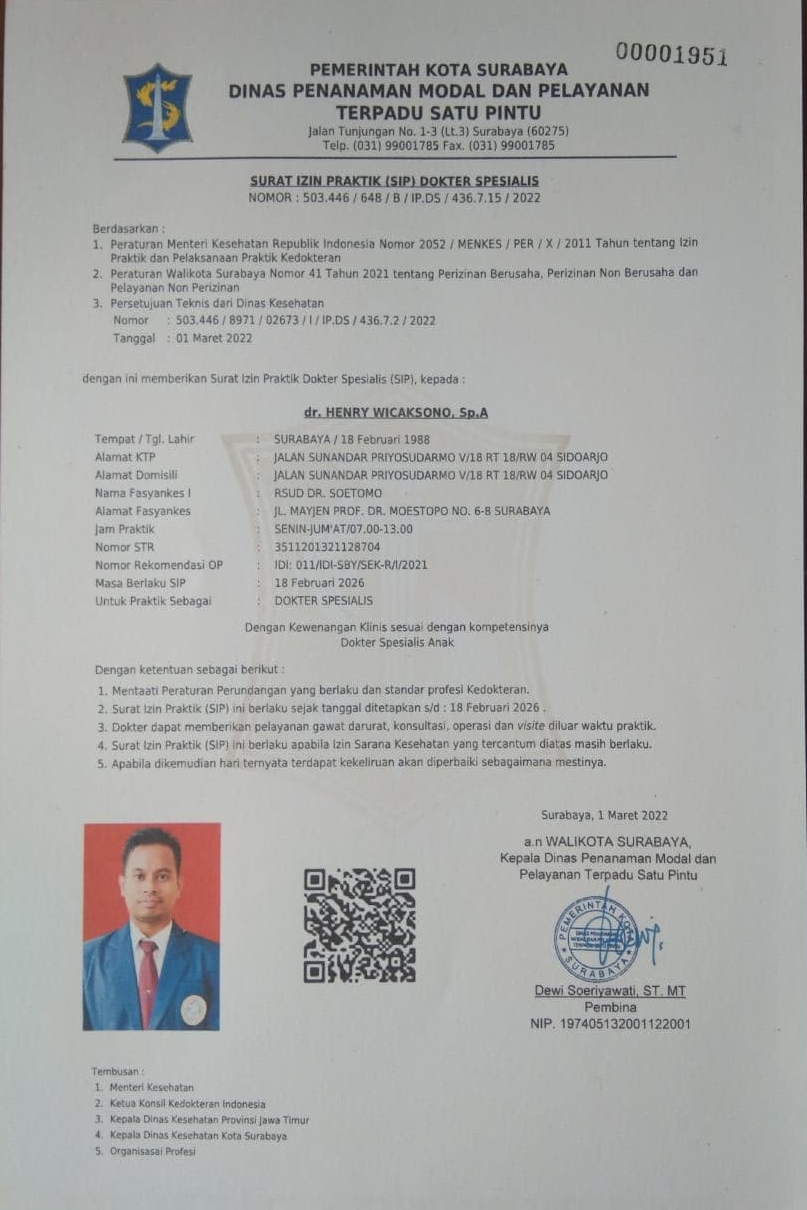 00001951
PEMERINTAH KOTA SURABAYA
DINAS PENANAMAN MODAL DAN PELAYANAN
TERPADU SATU PINTU
Jalan Tunjungan No. 1-3 (Lt.3) Surabaya (60275)
Telp. (031) 99001785 Fax. (031) 99001785
SURAT IZIN PRAKTIK (SIP) DOKTER SPESIALIS
NOMOR : 503.446 / 648 / B / IP.DS / 436.7.15 / 2022
Berdasarkan :
1. Peraturan Menteri Kesehatan Republik Indonesia Nomor 2052 / MENKES / PER / X / 2011 Tahun tentang Izin
Praktik dan Pelaksanaan Praktik Kedokteran
2. Peraturan Walikota Surabaya Nomor 41 Tahun 2021 tentang Perizinan Berusaha, Perizinan Non Berusaha dan
Pelayanan Non Perizinan
3. Persetujuan Teknis dari Dinas Kesehatan
Nomor : 503.446 / 8971 / 02673 / I / IP.DS / 436.7.2 / 2022
Tanggal : 01 Maret 2022
dengan ini memberikan Surat Izin Praktik Dokter Spesialis (SIP), kepada :
dr. HENRY WICAKSONO, Sp.A
Tempat / Tgl. Lahir : SURABAYA / 18 Februari 1988
Alamat KTP : JALAN SUNANDAR PRIYOSUDARMO V/18 RT 18/RW 04 SIDOARJO
Alamat Domisili : JALAN SUNANDAR PRIYOSUDARMO V/18 RT 18/RW 04 SIDOARJO
Nama Fasyankes I : RSUD DR. SOETOMO
Alamat Fasyankes : JL. MAYJEN PROF. DR. MOESTOPO NO. 6-8 SURABAYA
Jam Praktik : SENIN-JUM'AT/07.00-13.00
Nomor STR : 3511201321128704
Nomor Rekomendasi OP : IDI: 011/IDI-SBY/SEK-R/I/2021
Masa Berlaku SIP : 18 Februari 2026
Untuk Praktik Sebagai : DOKTER SPESIALIS
Dengan Kewenangan Klinis sesuai dengan kompetensinya
Dokter Spesialis Anak
Dengan ketentuan sebagai berikut :
1. Mentaati Peraturan Perundangan yang berlaku dan standar profesi Kedokteran.
2. Surat Izin Praktik (SIP) ini berlaku sejak tanggal ditetapkan s/d : 18 Februari 2026 .
3. Dokter dapat memberikan pelayanan gawat darurat, konsultasi, operasi dan visite diluar waktu praktik.
4. Surat Izin Praktik (SIP) ini berlaku apabila Izin Sarana Kesehatan yang tercantum diatas masih berlaku.
5. Apabila dikemudian hari ternyata terdapat kekeliruan akan diperbaiki sebagaimana mestinya.
Surabaya, 1 Maret 2022
a.n WALIKOTA SURABAYA,
Kepala Dinas Penanaman Modal dan
Pelayanan Terpadu Satu Pintu
PEMERINTAH KOTA
SURABAYA
Dewi Soeriyawati, ST. MT
Pembina
NIP. 197405132001122001
Tembusan :
1. Menteri Kesehatan
2. Ketua Konsil Kedokteran Indonesia
3. Kepala Dinas Kesehatan Provinsi Jawa Timur
4. Kepala Dinas Kesehatan Kota Surabaya
5. Organisasai Profesi